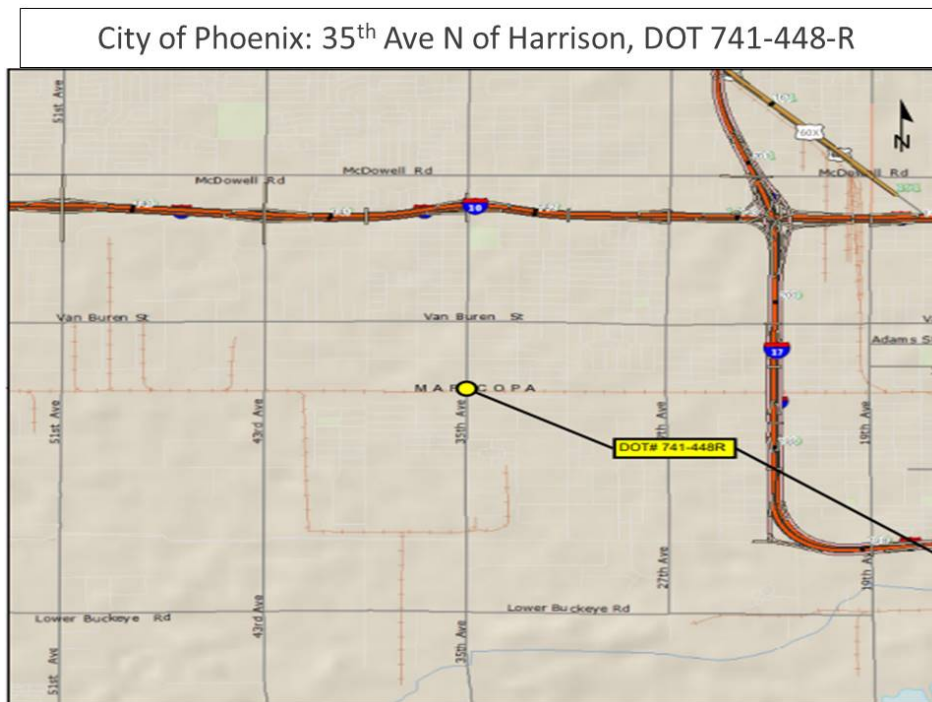 City of Phoenix: 35th Ave N of Harrison, DOT 741-448-R
51st Ave
60X
N
McDowell Rd
McDowell Rd
McDowell Rd
10
Van Buren St
Van Buren St
Adams S
17
MARICOPA
51st Ave
43rd Ave
35th Ave
19th Ave
DOT# 741-448R
27th Ave
19th Ave
Lower Buckeye Rd
Lower Buckeye Rd
43rd Ave
35th Ave
51st Ave